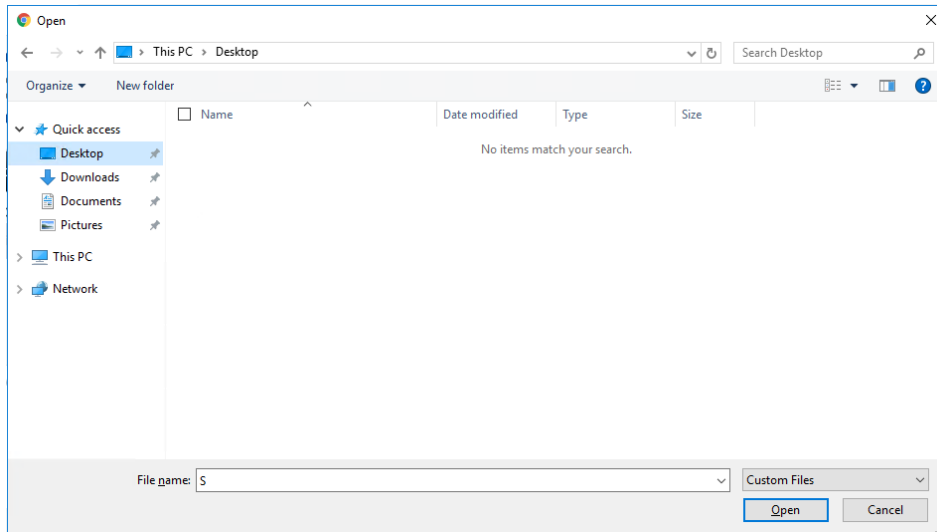 Open
This PC > Desktop
Search Desktop
Organize
New folder
Name
Date modified
Type
Size
Quick access
Desktop
Downloads
Documents
Pictures
This PC
Network
No items match your search.
File name: S
Custom Files
Open
Cancel